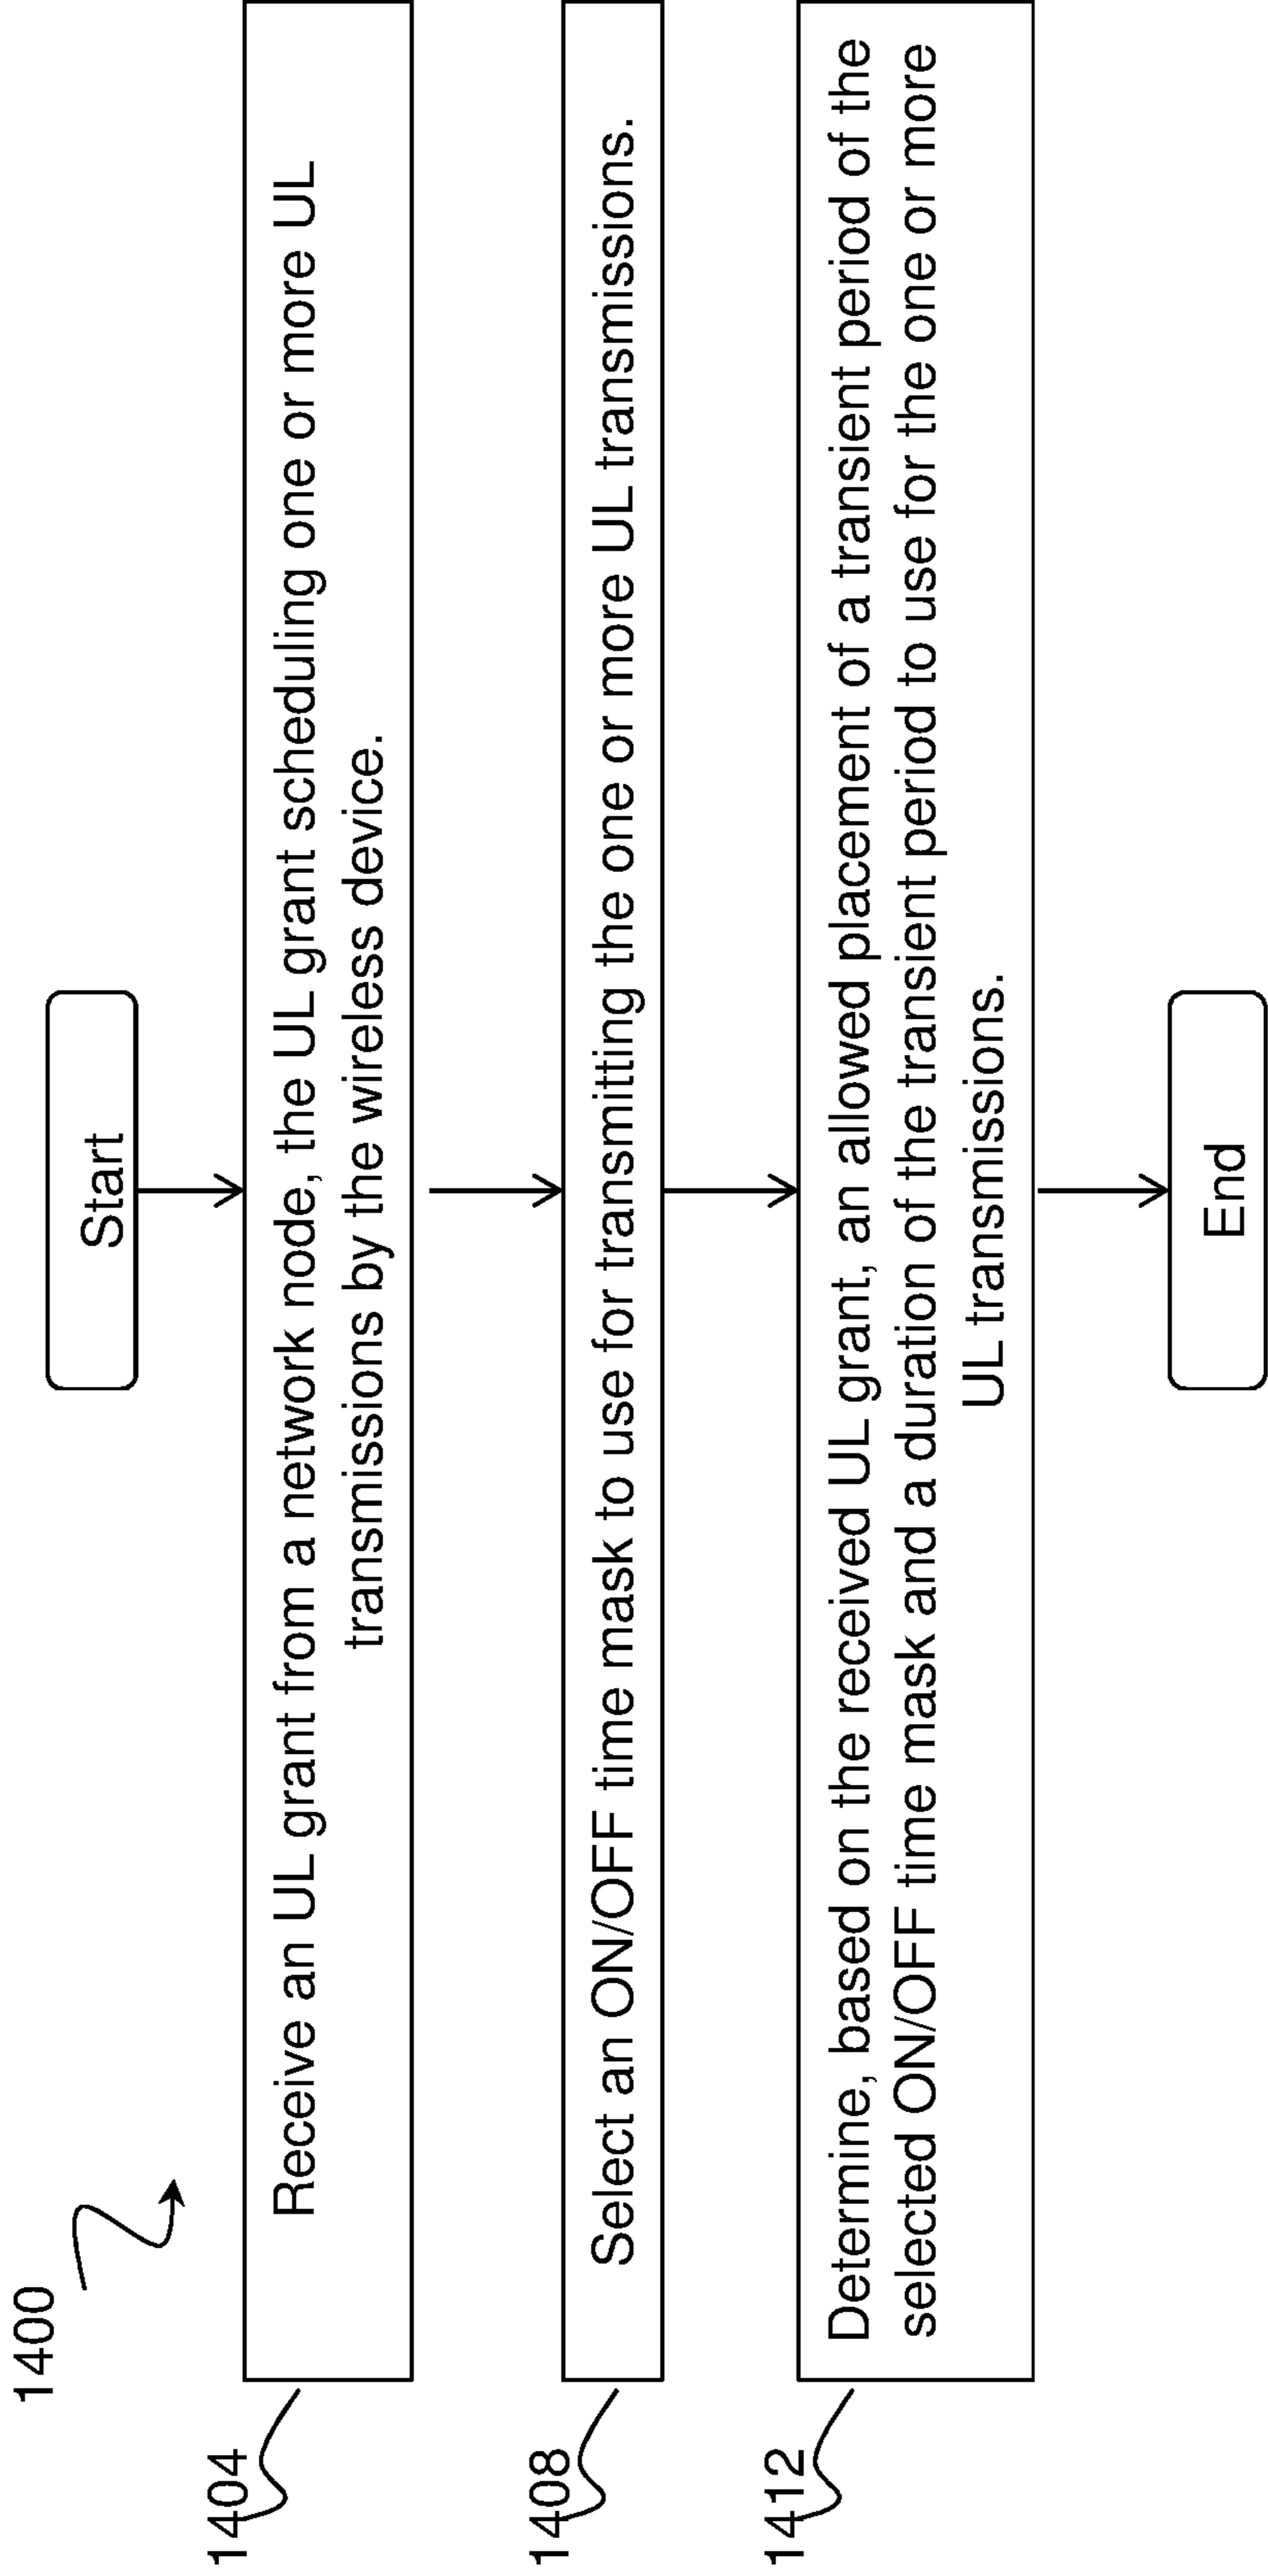 1400
Start
1404
Receive an UL grant from a network node, the UL grant scheduling one or more UL
transmissions by the wireless device.
1408
Select an ON/OFF time mask to use for transmitting the one or more UL transmissions.
1412
Determine, based on the received UL grant, an allowed placement of a transient period of the
selected ON/OFF time mask and a duration of the transient period to use for the one or more
UL transmissions.
End